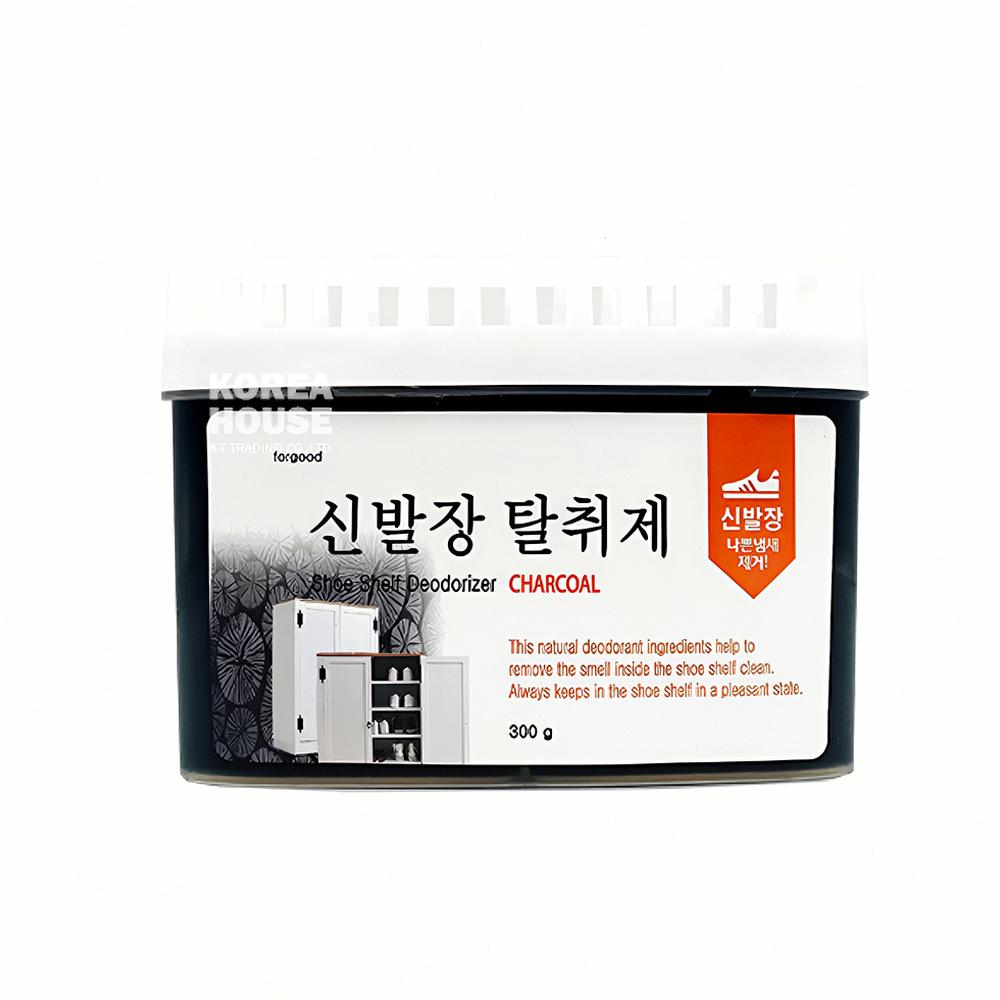 KOREA
HOUSE
K-T TRADING CO.,LTD.
forgood
신발장 탈취제
Shoe Shelf Deodorizer CHARCOAL
신발장
나쁜냄새
제거!
This natural deodorant ingredients help to
remove the smell inside the shoe shelf clean.
Always keeps in the shoe shelf in a pleasant state.
300 g